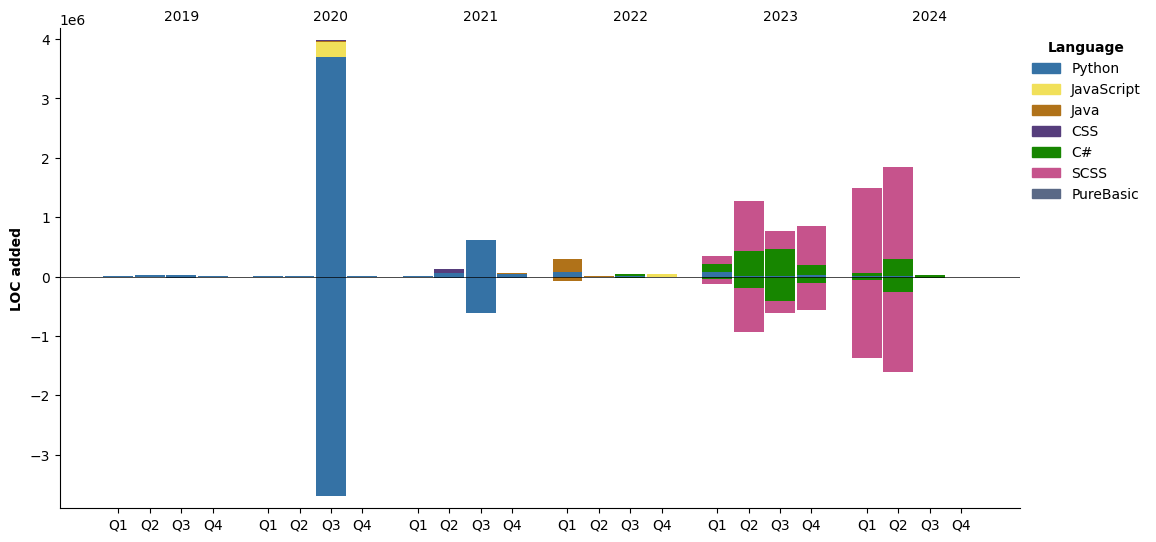 1e6
2019 2020 2021 2022 2023 2024
4
3
2
1
0
−1
−2
−3
LOC added
Q1 Q2 Q3 Q4 Q1 Q2 Q3 Q4 Q1 Q2 Q3 Q4 Q1 Q2 Q3 Q4 Q1 Q2 Q3 Q4 Q1 Q2 Q3 Q4
Language
Python
JavaScript
Java
CSS
C#
SCSS
PureBasic